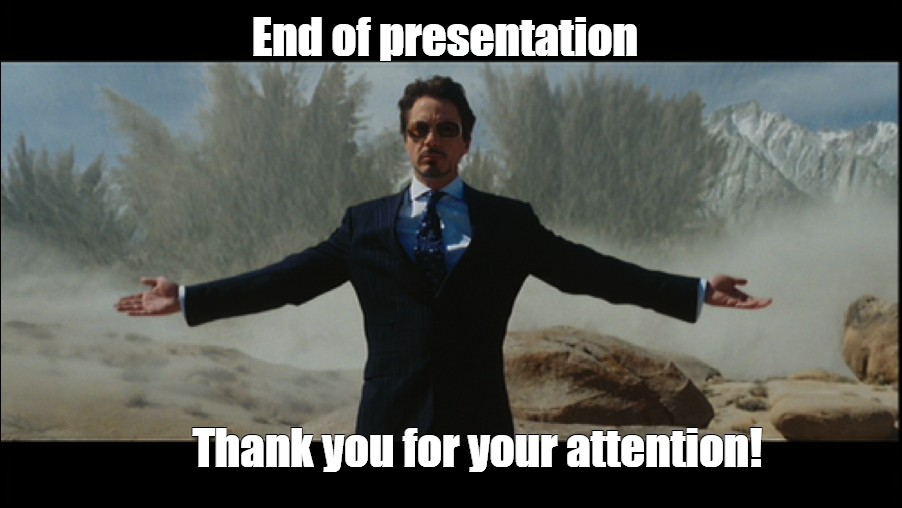 End of presentation
Thank you for your attention!